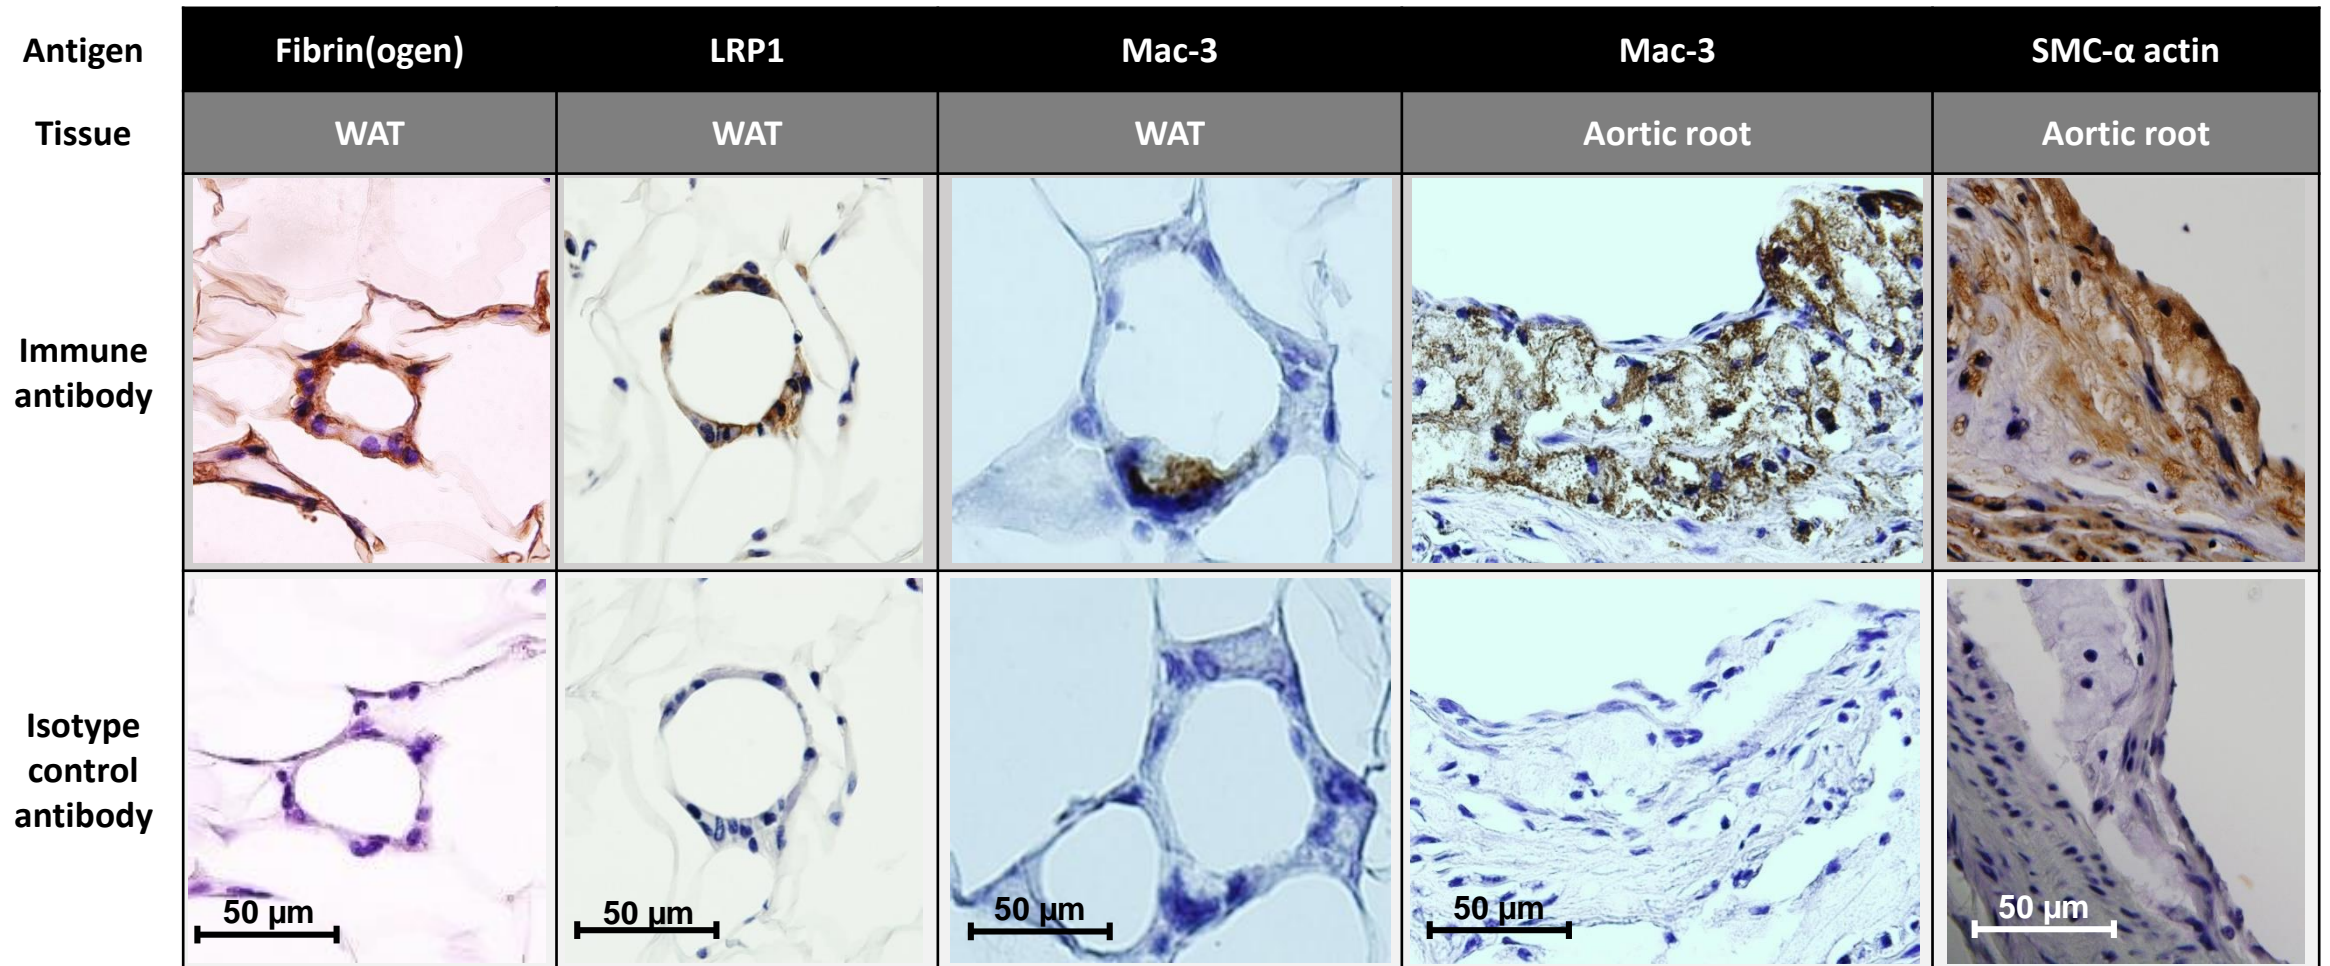 Antigen Fibrin(ogen) LRP1 Mac-3 Mac-3 SMC-α actin
Tissue WAT WAT WAT Aortic root Aortic root
Immune
antibody
Isotype
control
antibody
50 µm 50 µm 50 µm 50 µm 50 µm